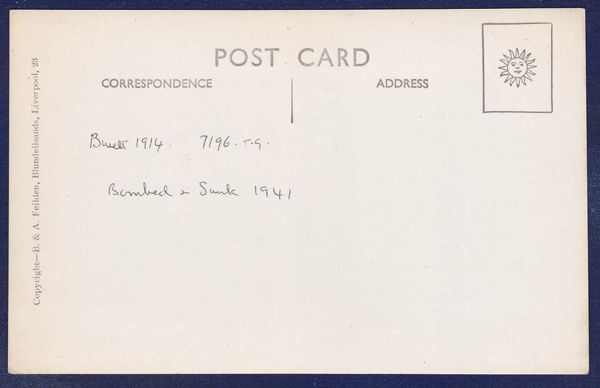 POST CARD
CORRESPONDENCE
ADDRESS
Built 1914. 7196. T.G.
Bombed & Sunk 1941
Copyright—B. & A. Feilden, Blundellsands, Liverpool, 23